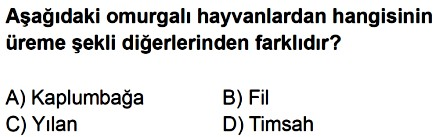 Aşağıdaki omurgalı hayvanlardan hangisinin
üreme şekli diğerlerinden farklıdır?
A) Kaplumbağa B) Fil
C) Yılan D) Timsah